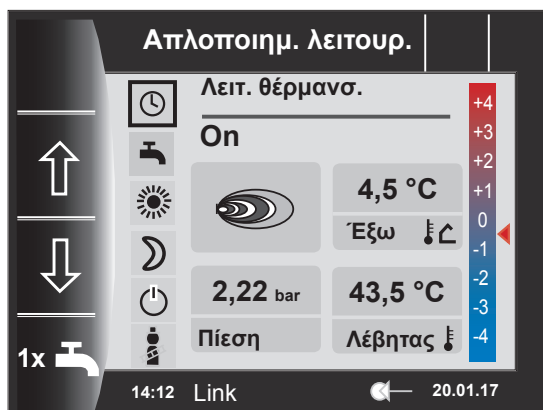 Απλοποιημ. λειτουρ.
Λειτ. θέρμανσ.
On
4,5 °C
Έξω
2,22 bar
Πίεση
43,5 °C
Λέβητας
+4
+3
+2
+1
0
-1
-2
-3
-4
1x
14:12 Link 20.01.17